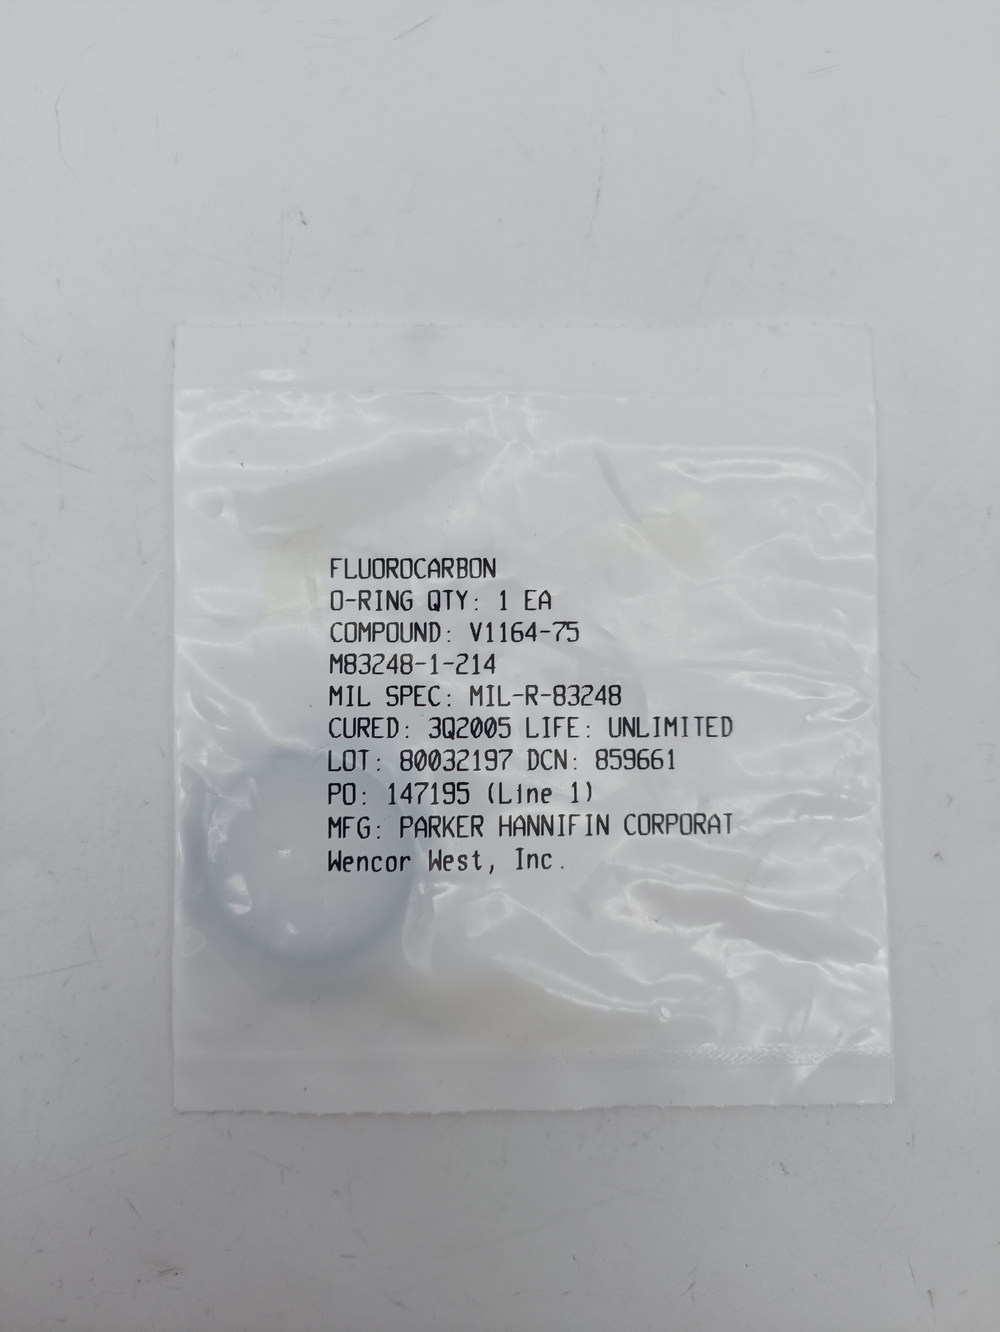 FLUOROCARBON
O-RING QTY: 1 EA
COMPOUND: V1164-75
M83248-1-214
MIL SPEC: MIL-R-83248
CURED: 3Q2005 LIFE: UNLIMITED
LOT: 80032197 DCN: 859661
PO: 147195 (Line 1)
MFG: PARKER HANNIFIN CORPORAT
Wencor West, Inc.